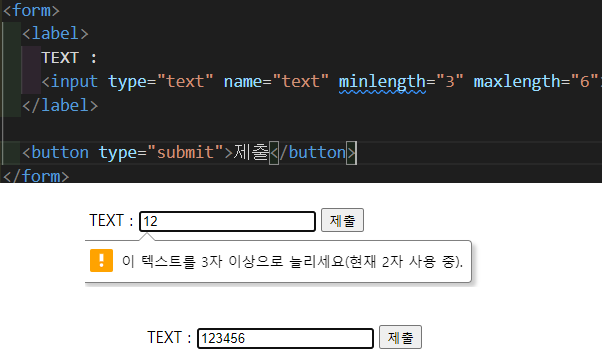 <form>
<label>
TEXT :
<input type="text" name="text" minlength="3" maxlength="6">
</label>
<button type="submit">제출</button>
</form>
TEXT : 12 제출
이 텍스트를 3자 이상으로 늘리세요(현재 2자 사용 중).
TEXT : 123456 제출